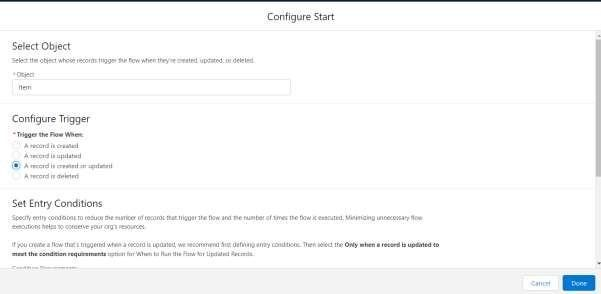 Configure Start
Select Object
Select the object whose records trigger the flow when they're created, updated, or deleted.
* Object
Item
Configure Trigger
* Trigger the Flow When:
A record is created
A record is updated
A record is created or updated
A record is deleted
Set Entry Conditions
Specify entry conditions to reduce the number of records that trigger the flow and the number of times the flow is executed. Minimizing unnecessary flow
executions helps to conserve your org's resources.
If you create a flow that's triggered when a record is updated, we recommend first defining entry conditions. Then select the Only when a record is updated to
meet the condition requirements option for When to Run the Flow for Updated Records.
Condition Requirements
Cancel
Done